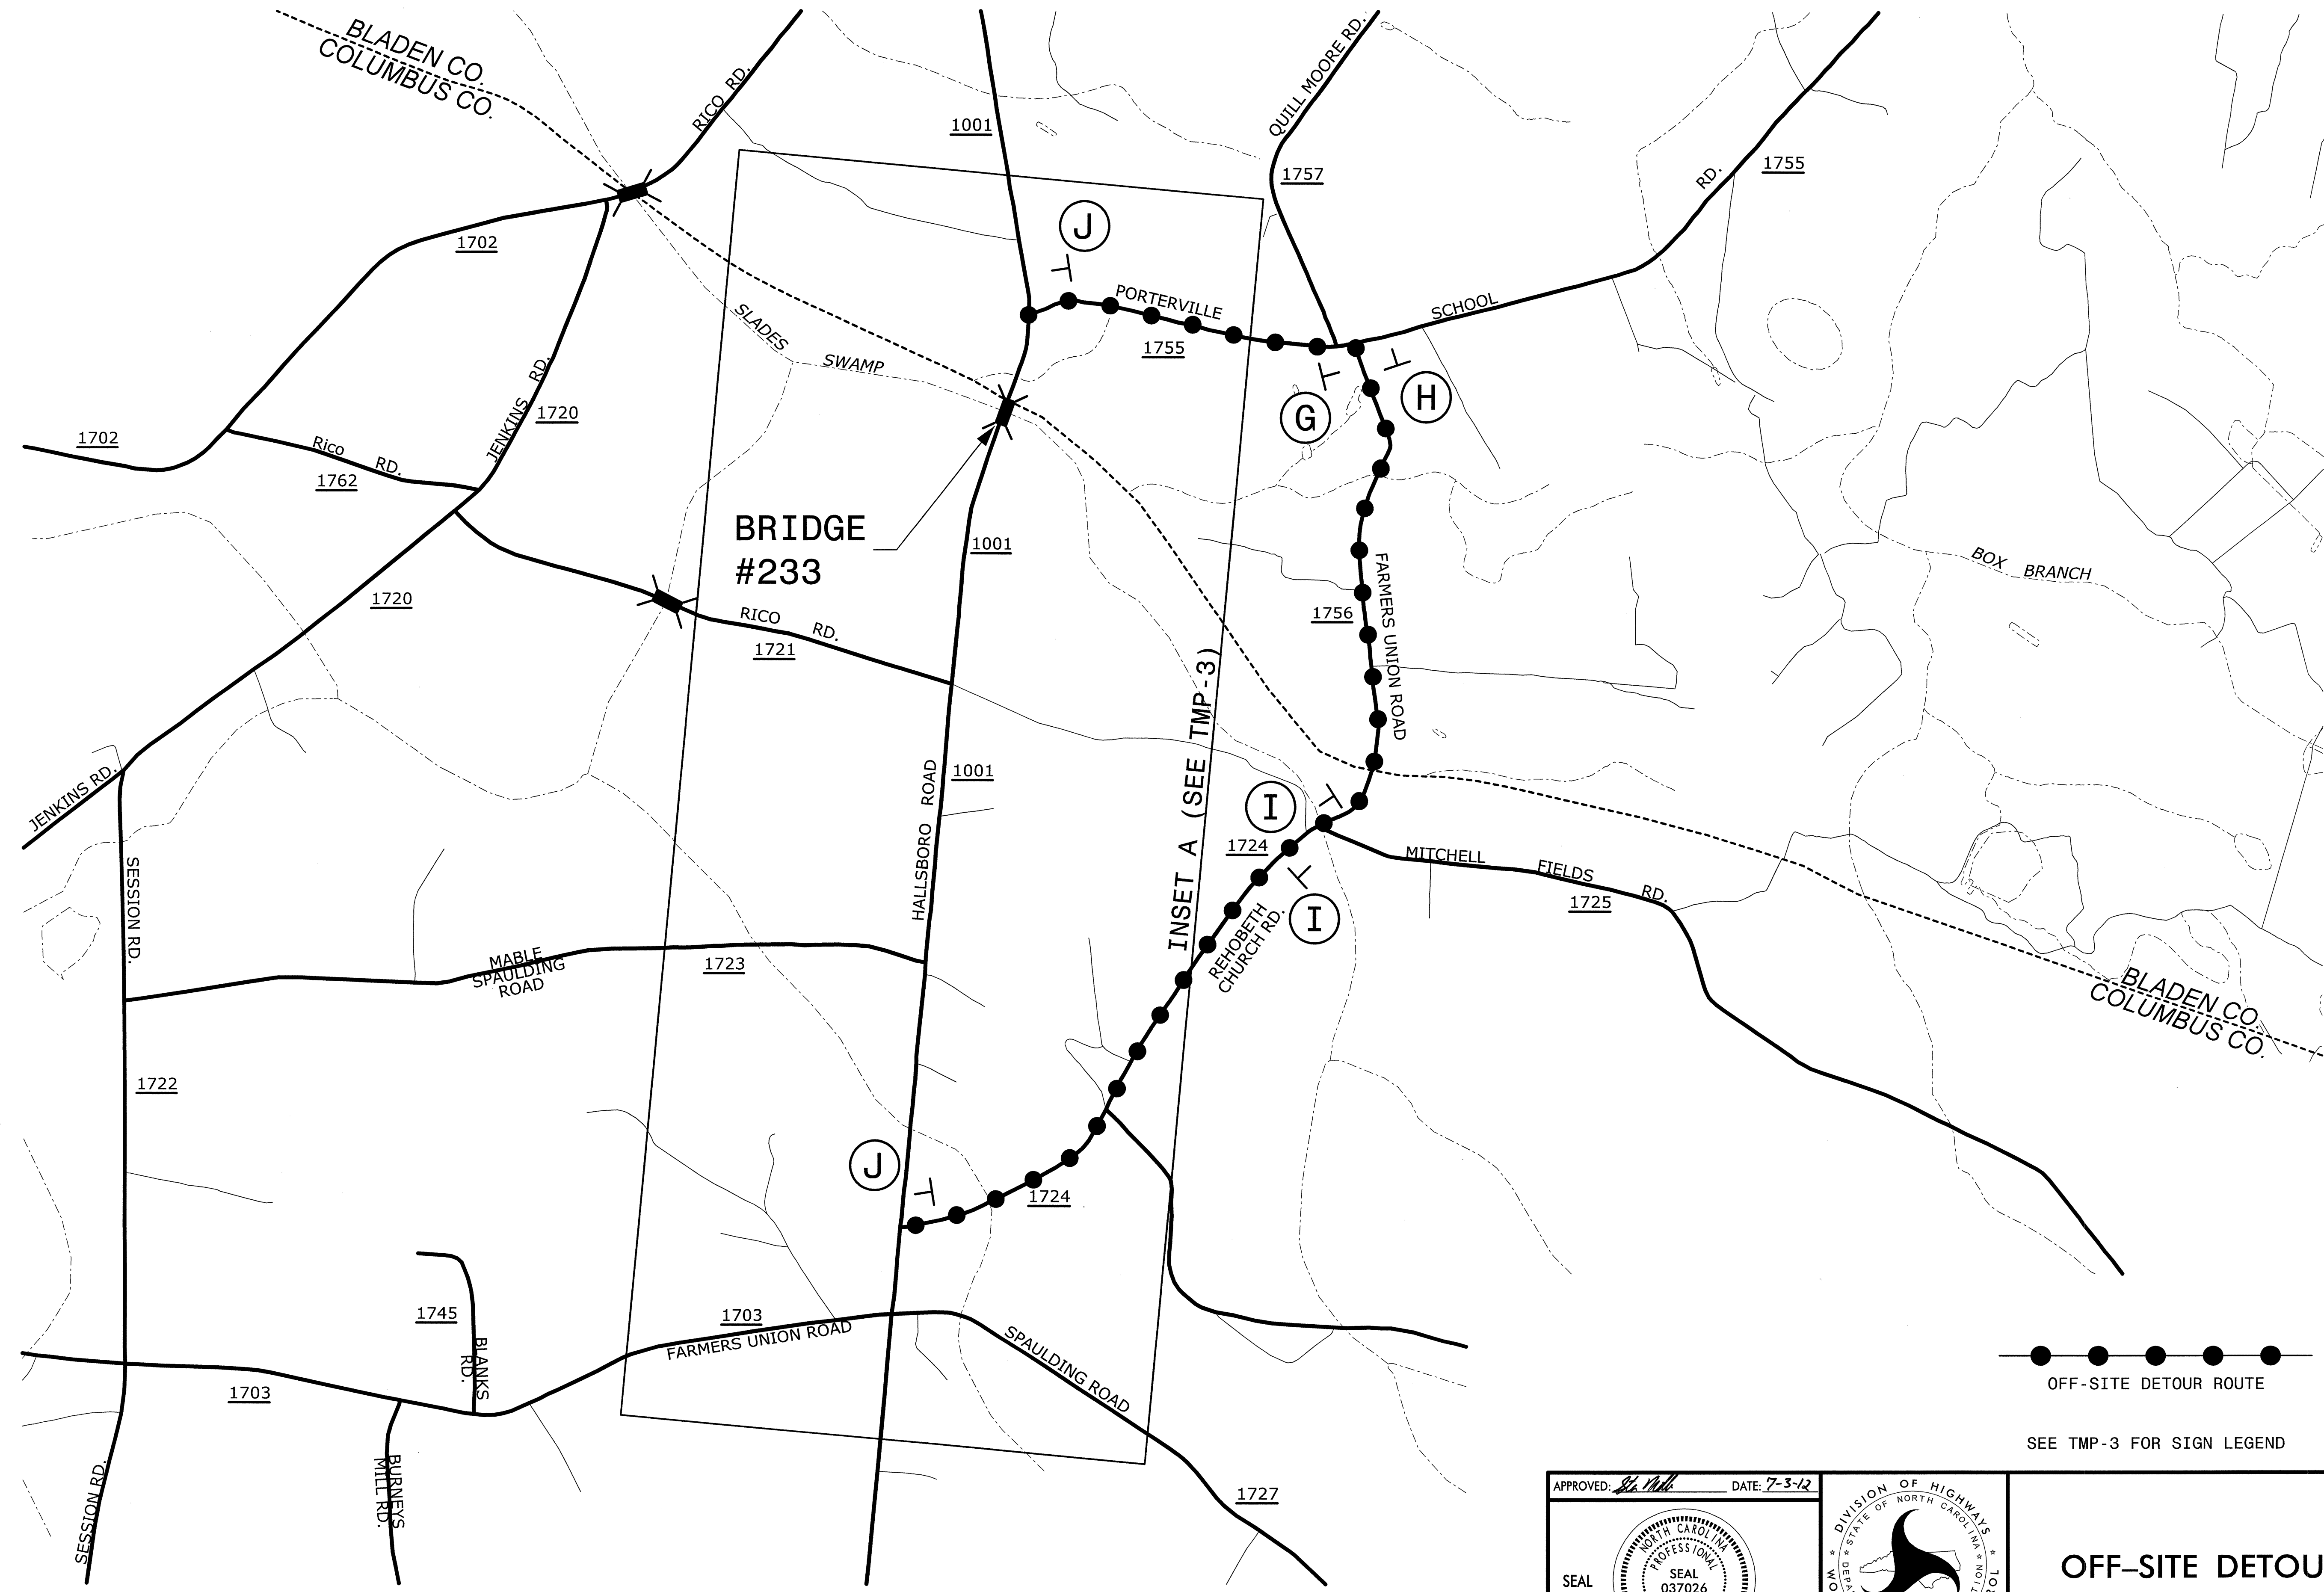 BLADEN CO.
COLUMBUS CO.
RICO RD.
1001
QUILL MOORE RD.
1757
RD.
1755
1702
J
SLADES
SWAMP
PORTERVILLE
1755
SCHOOL
JENKINS RD.
1720
G
H
1702
Rico RD.
1762
BRIDGE
#233
1001
BOX BRANCH
1720
RICO RD.
1721
1756
FARMERS UNION ROAD
INSET A (SEE TMP-3)
HALLSBORO ROAD
1001
JENKINS RD.
I
1724
MITCHELL FIELDS RD.
1725
I
REHOBETH
CHURCH RD.
SESSION RD.
MABLE
SPAULDING
ROAD
1723
BLADEN CO.
COLUMBUS CO.
1722
J
1724
1745
BLANKS
RD.
1703
FARMERS UNION ROAD
SPAULDING ROAD
1703
OFF-SITE DETOUR ROUTE
SEE TMP-3 FOR SIGN LEGEND
SESSION RD.
BURNEYS
MILL RD.
1727
APPROVED:
DATE: 7-3-12
SEAL
NORTH CAROLINA
PROFESSIONAL
SEAL
037026
DIVISION OF HIGHWAYS
STATE OF NORTH CAROLINA
OFF-SITE DETOU